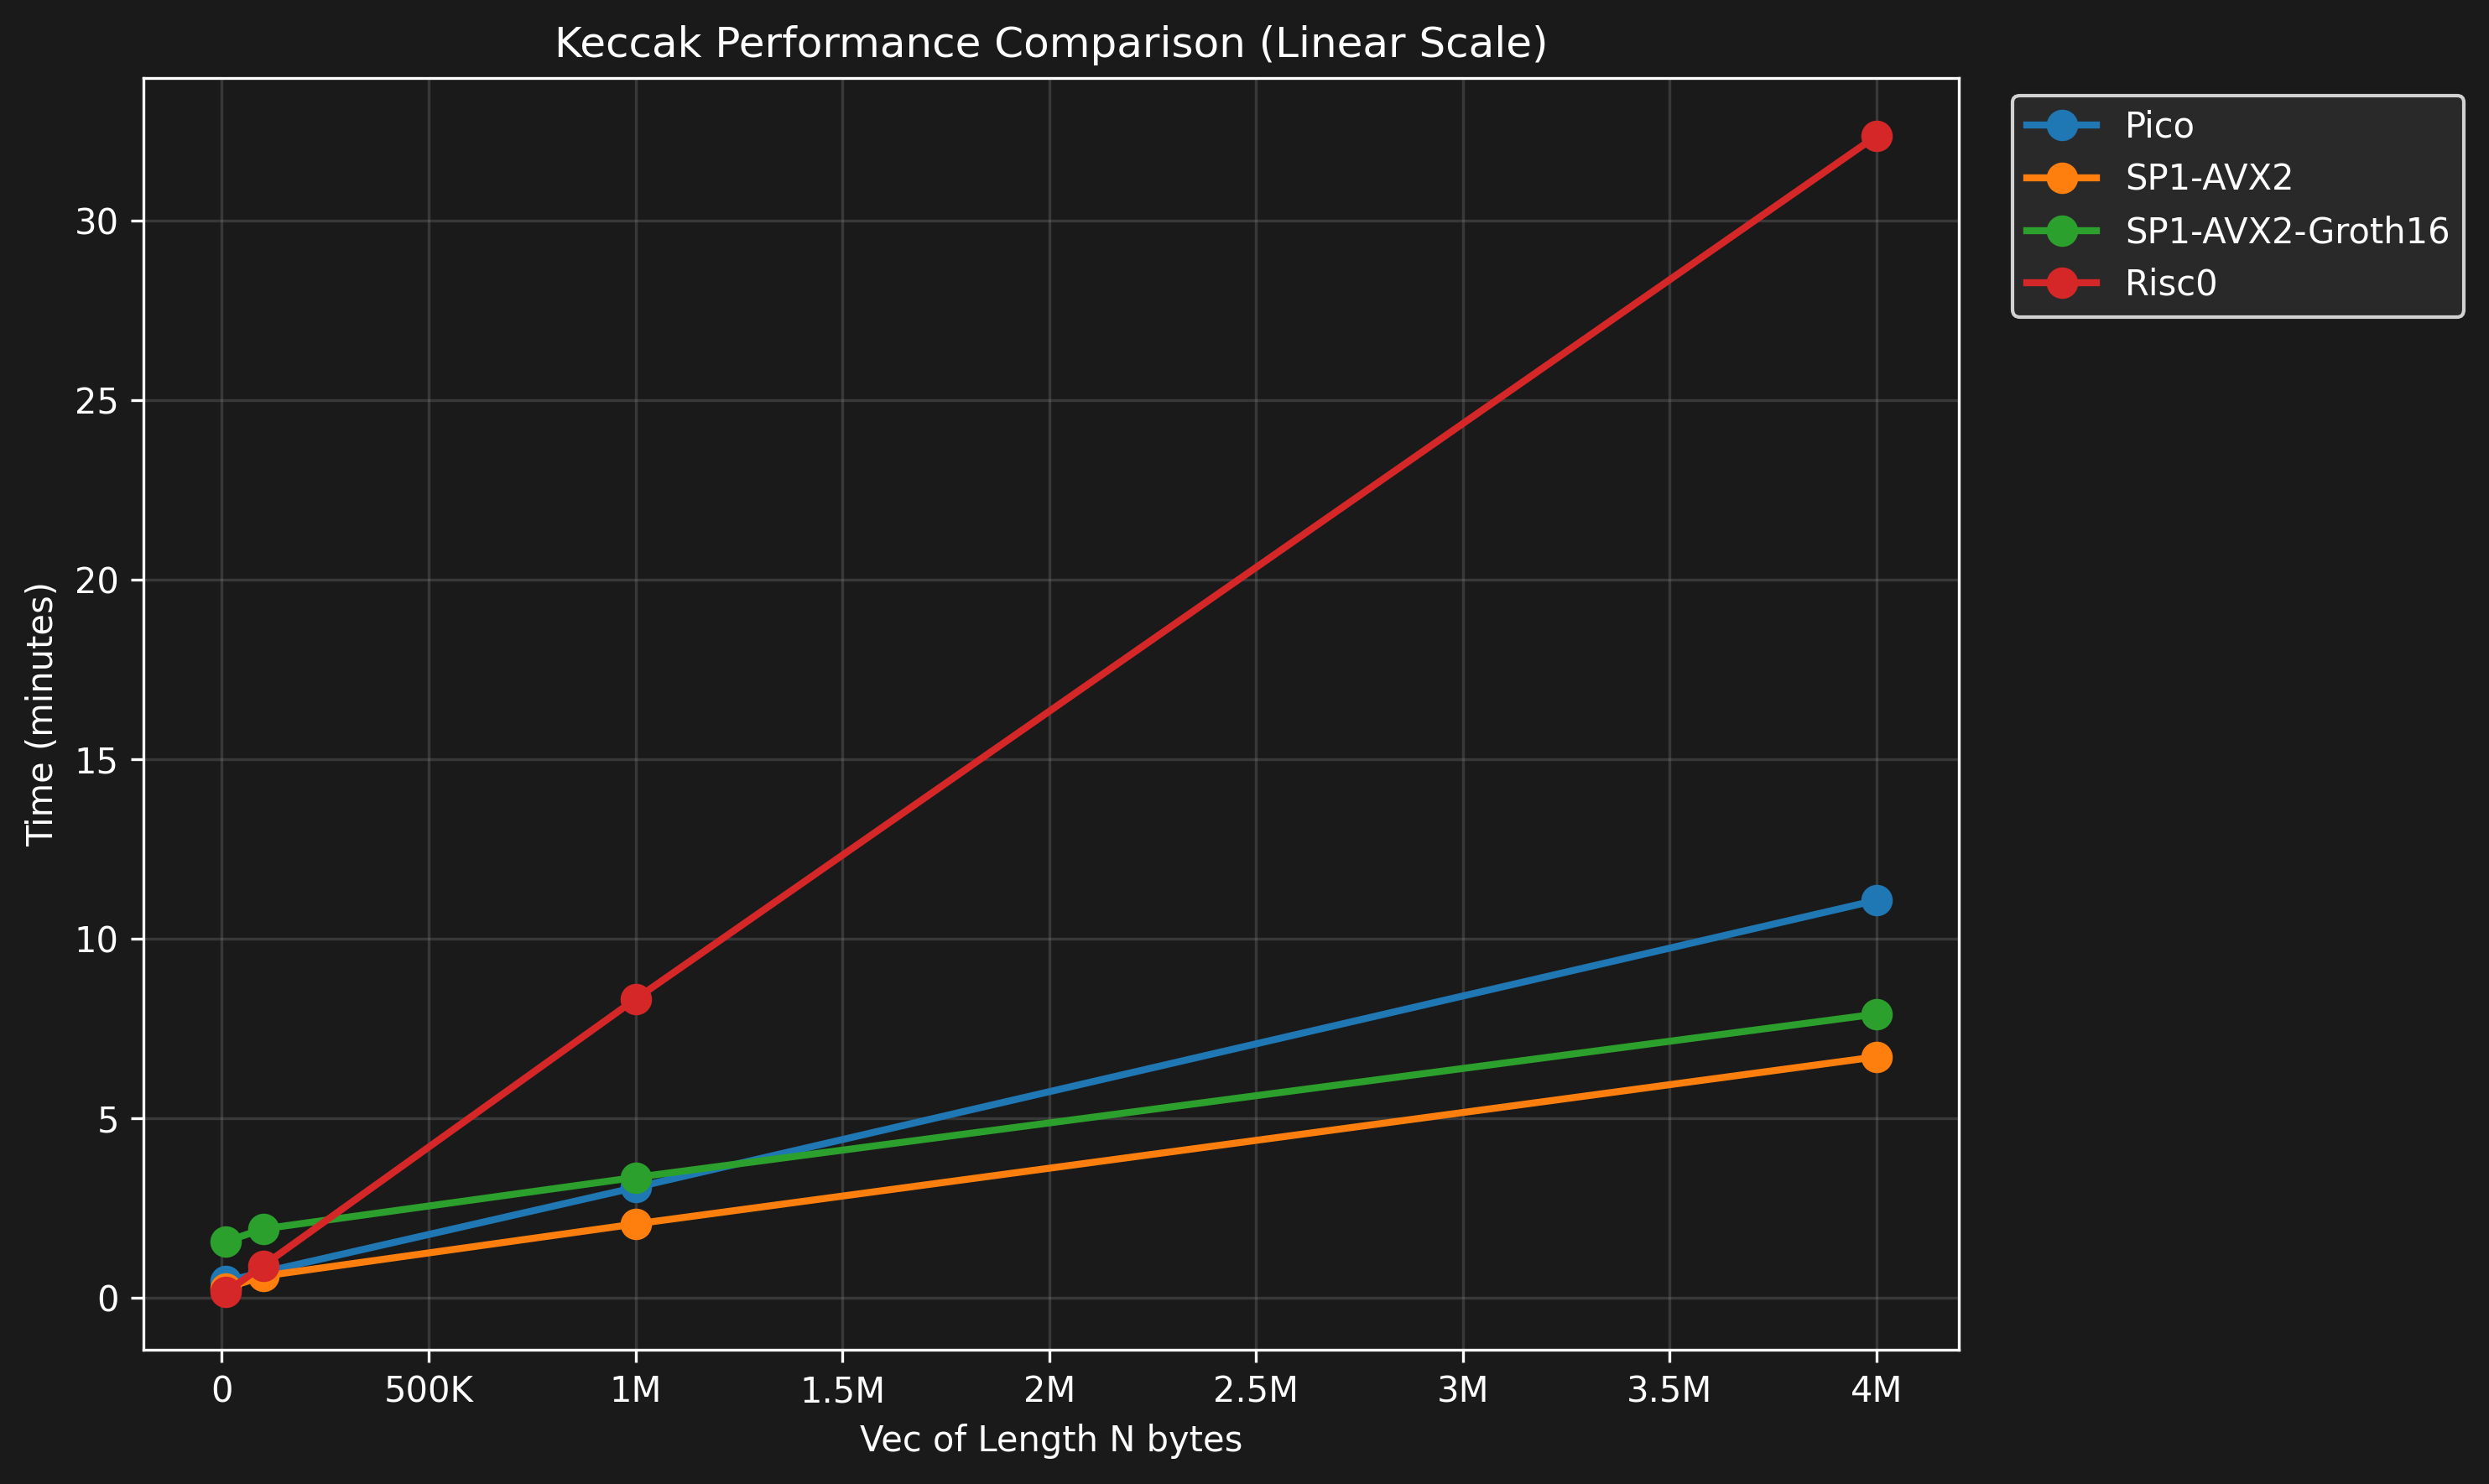 Keccak Performance Comparison (Linear Scale)
Pico
SP1-AVX2
SP1-AVX2-Groth16
Risc0
Time (minutes)
30
25
20
15
10
5
0
0
500K
1M
1.5M
2M
2.5M
3M
3.5M
4M
Vec of Length N bytes